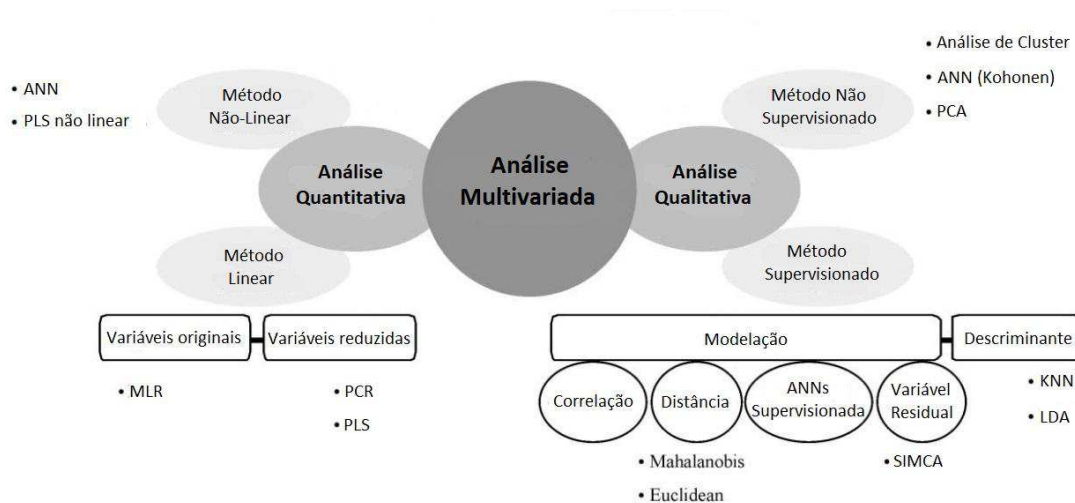 • Análise de Cluster
• ANN (Kohonen)
• PCA
• ANN
• PLS não linear
Método
Não-Linear
Método Não
Supervisionado
Análise
Quantitativa
Análise
Multivariada
Análise
Qualitativa
Método
Linear
Método
Supervisionado
Variáveis originais
Variáveis reduzidas
Modelação
Descriminante
• MLR
• PCR
• PLS
Correlação
Distância
ANNs
Supervisionada
Variável
Residual
• KNN
• LDA
• Mahalanobis
• Euclidean
• SIMCA